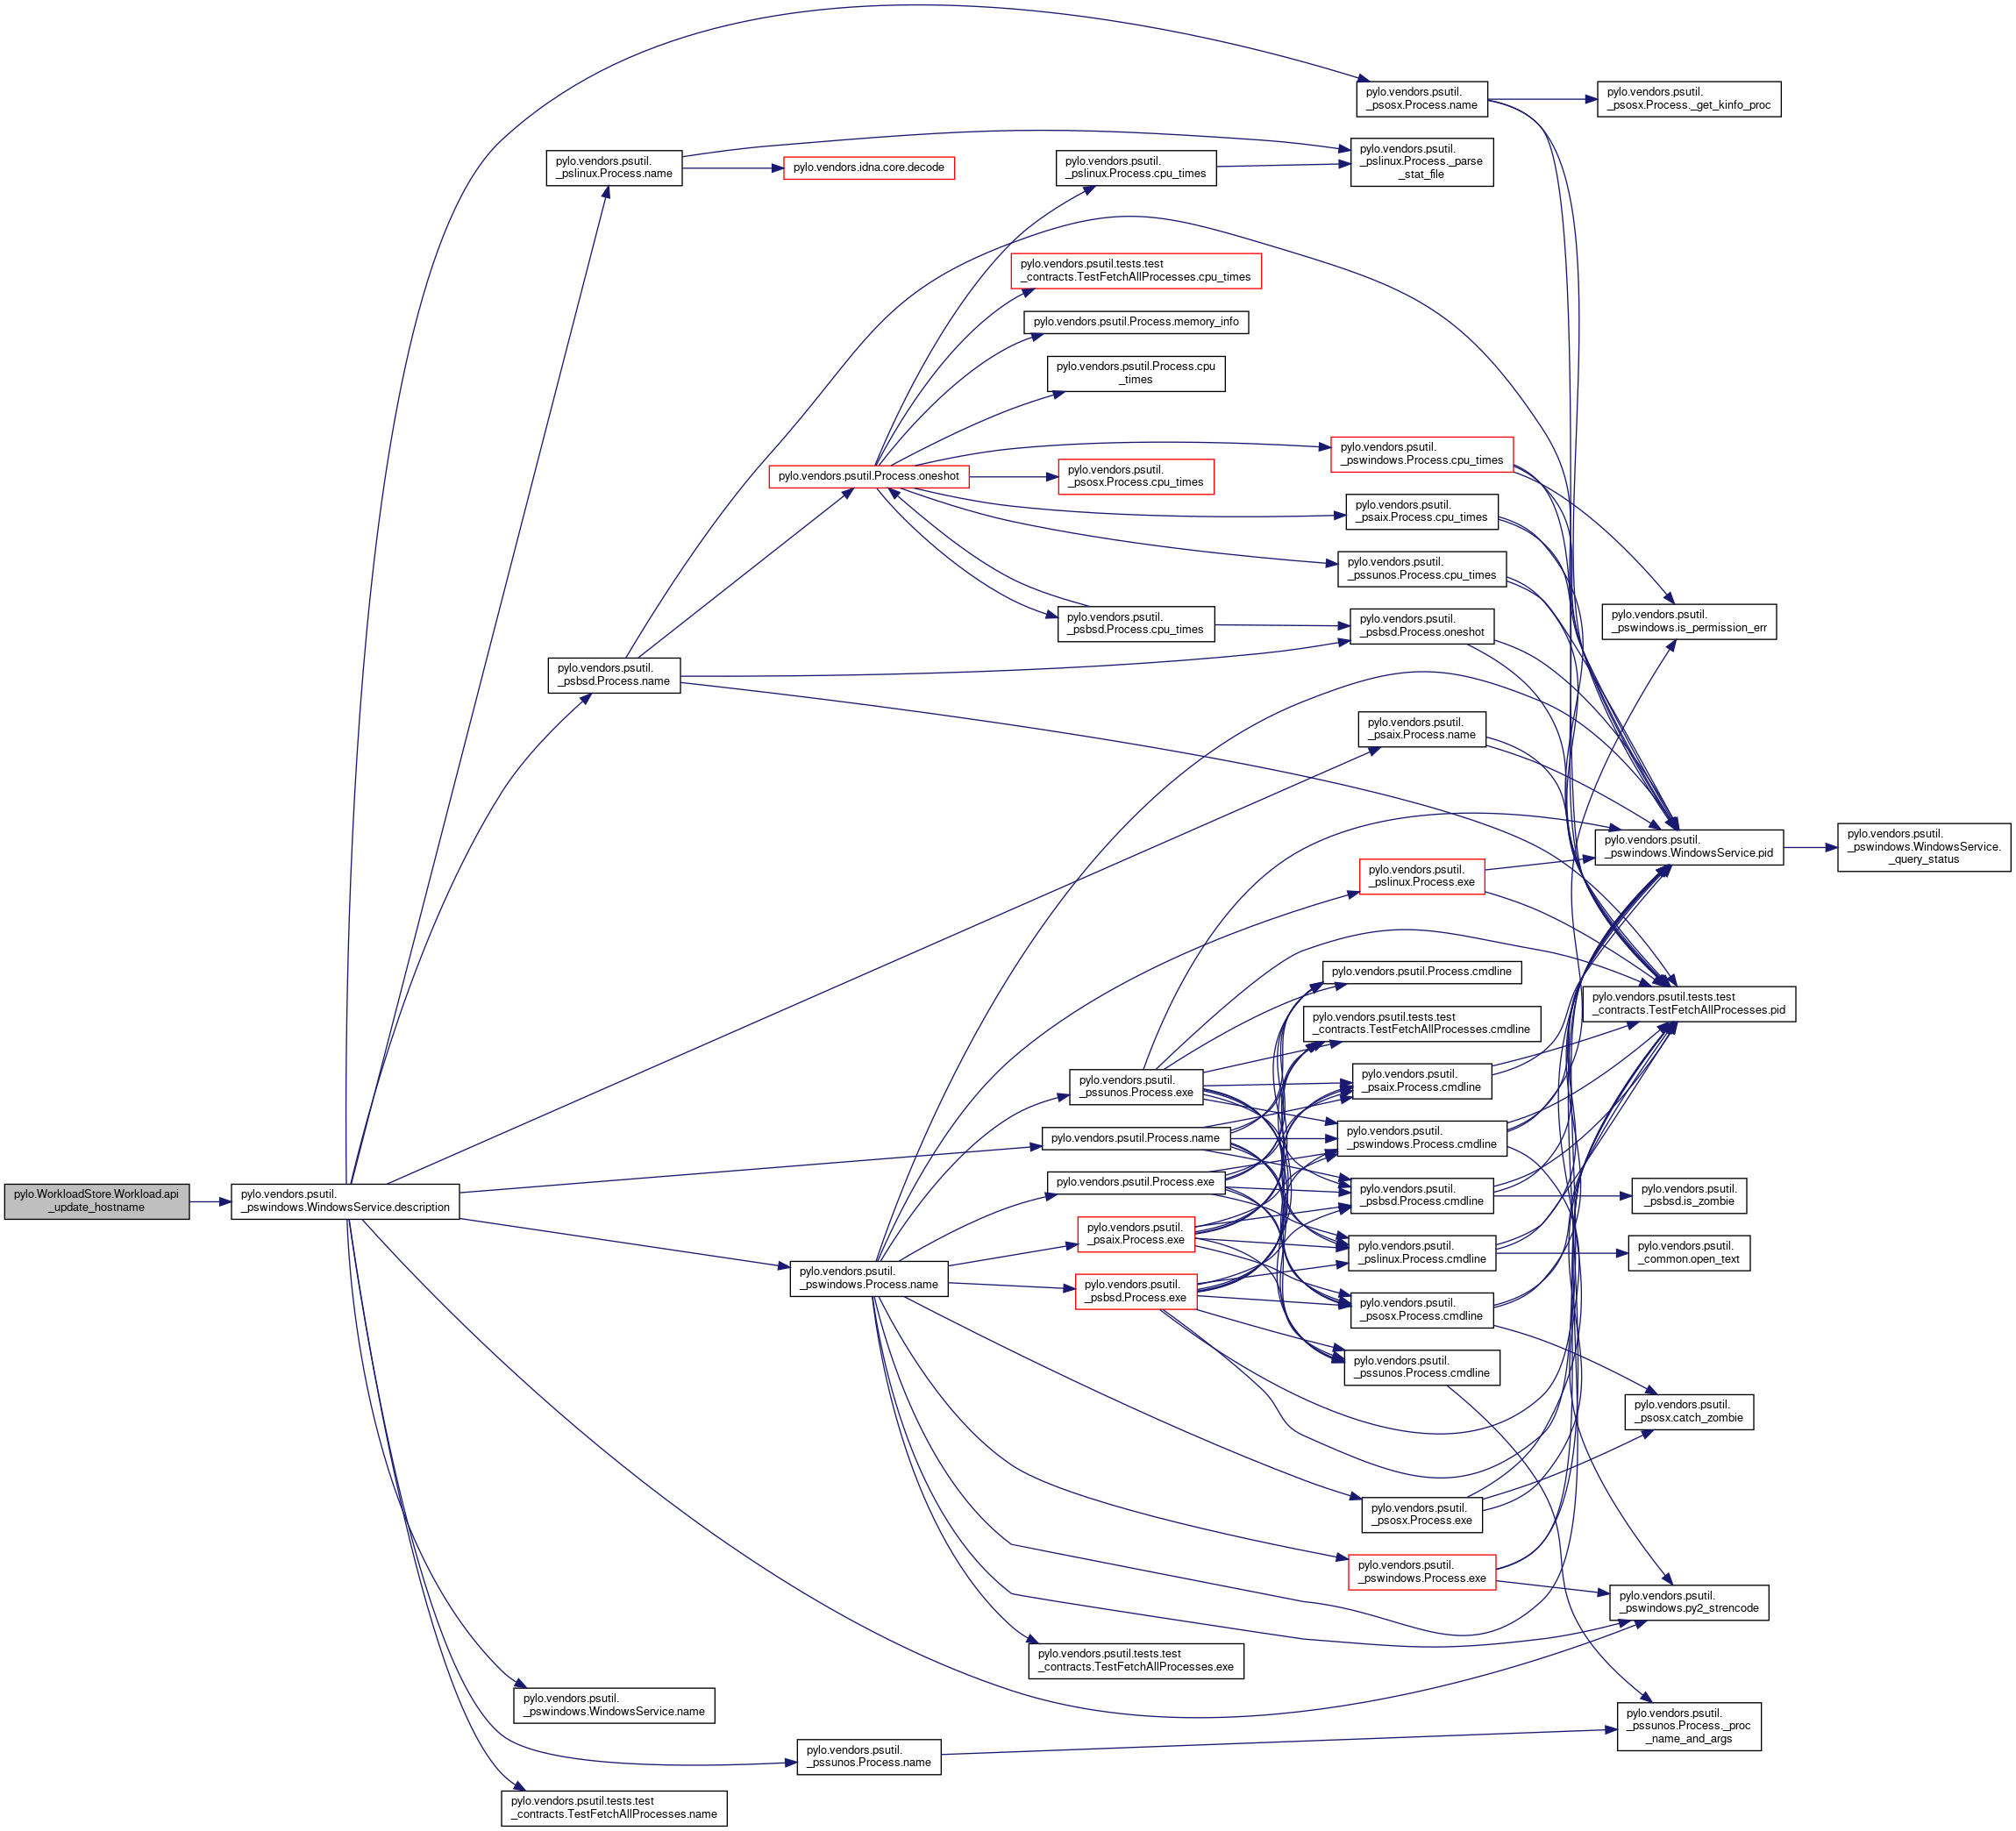 pylo.WorkloadStore.Workload.api
_update_hostname
pylo.vendors.psutil.
_pswindows.WindowsService.description
pylo.vendors.psutil.
_pslinux.Process.name
pylo.vendors.psutil.
_psbsd.Process.name
pylo.vendors.psutil.
_pswindows.WindowsService.name
pylo.vendors.psutil.tests.test
_contracts.TestFetchAllProcesses.name
pylo.vendors.idna.core.decode
pylo.vendors.psutil.Process.oneshot
pylo.vendors.psutil.
_pswindows.Process.name
pylo.vendors.psutil.
_pssunos.Process.name
pylo.vendors.psutil.
_pslinux.Process.cpu_times
pylo.vendors.psutil.tests.test
_contracts.TestFetchAllProcesses.cpu_times
pylo.vendors.psutil.Process.memory_info
pylo.vendors.psutil.Process.cpu
_times
pylo.vendors.psutil.
_psosx.Process.cpu_times
pylo.vendors.psutil.
_psbsd.Process.cpu_times
pylo.vendors.psutil.
_pssunos.Process.exe
pylo.vendors.psutil.Process.name
pylo.vendors.psutil.Process.exe
pylo.vendors.psutil.
_psaix.Process.exe
pylo.vendors.psutil.
_psbsd.Process.exe
pylo.vendors.psutil.tests.test
_contracts.TestFetchAllProcesses.exe
pylo.vendors.psutil.
_psosx.Process.name
pylo.vendors.psutil.
_pslinux.Process._parse
_stat_file
pylo.vendors.psutil.
_pswindows.Process.cpu_times
pylo.vendors.psutil.
_psaix.Process.cpu_times
pylo.vendors.psutil.
_pssunos.Process.cpu_times
pylo.vendors.psutil.
_psbsd.Process.oneshot
pylo.vendors.psutil.
_psaix.Process.name
pylo.vendors.psutil.
_pslinux.Process.exe
pylo.vendors.psutil.Process.cmdline
pylo.vendors.psutil.tests.test
_contracts.TestFetchAllProcesses.cmdline
pylo.vendors.psutil.
_psaix.Process.cmdline
pylo.vendors.psutil.
_pswindows.Process.cmdline
pylo.vendors.psutil.
_psbsd.Process.cmdline
pylo.vendors.psutil.
_pslinux.Process.cmdline
pylo.vendors.psutil.
_psosx.Process.cmdline
pylo.vendors.psutil.
_pssunos.Process.cmdline
pylo.vendors.psutil.
_psosx.Process.exe
pylo.vendors.psutil.
_pswindows.Process.exe
pylo.vendors.psutil.
_psosx.Process._get_kinfo_proc
pylo.vendors.psutil.
_pswindows.is_permission_err
pylo.vendors.psutil.
_pswindows.WindowsService.pid
pylo.vendors.psutil.tests.test
_contracts.TestFetchAllProcesses.pid
pylo.vendors.psutil.
_psbsd.is_zombie
pylo.vendors.psutil.
_common.open_text
pylo.vendors.psutil.
_psosx.catch_zombie
pylo.vendors.psutil.
_pswindows.py2_strencode
pylo.vendors.psutil.
_pssunos.Process._proc
_name_and_args
pylo.vendors.psutil.
_pswindows.WindowsService.
_query_status